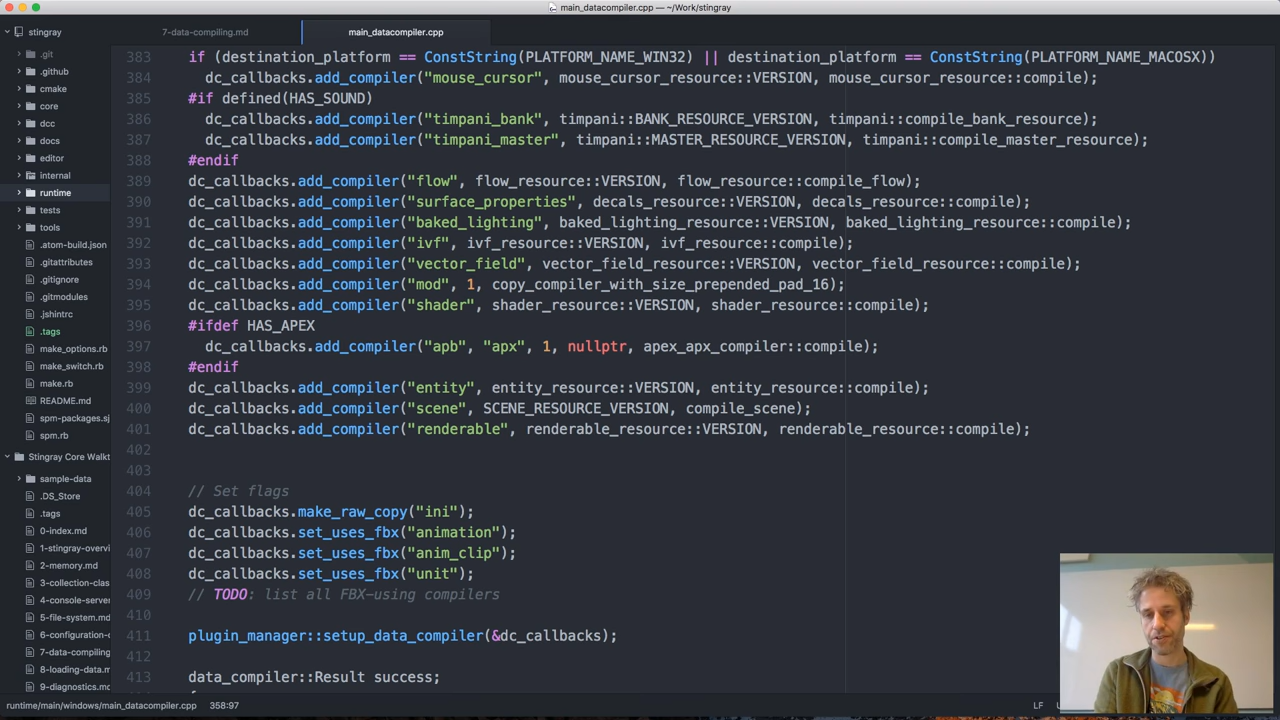 main_datacompiler.cpp — ~/Work/stingray
stingray
7-data-compiling.md
main_datacompiler.cpp
.git
.github
cmake
core
dcc
docs
editor
internal
runtime
tests
tools
.atom-build.json
.gitattributes
.gitignore
.gitmodules
.jshintrc
.tags
make_options.rb
make_switch.rb
make.rb
README.md
spm-packages.sj
spm.rb
Stingray Core Walkt
sample-data
.DS_Store
.tags
0-index.md
1-stingray-overvi
2-memory.md
3-collection-clas
4-console-server
5-file-system.md
6-configuration-
7-data-compiling
8-loading-data.m
9-diagnostics.md
383 if (destination_platform == ConstString(PLATFORM_NAME_WIN32) || destination_platform == ConstString(PLATFORM_NAME_MACOSX))
384 dc_callbacks.add_compiler("mouse_cursor", mouse_cursor_resource::VERSION, mouse_cursor_resource::compile);
385 #if defined(HAS_SOUND)
386 dc_callbacks.add_compiler("timpani_bank", timpani::BANK_RESOURCE_VERSION, timpani::compile_bank_resource);
387 dc_callbacks.add_compiler("timpani_master", timpani::MASTER_RESOURCE_VERSION, timpani::compile_master_resource);
388 #endif
389 dc_callbacks.add_compiler("flow", flow_resource::VERSION, flow_resource::compile_flow);
390 dc_callbacks.add_compiler("surface_properties", decals_resource::VERSION, decals_resource::compile);
391 dc_callbacks.add_compiler("baked_lighting", baked_lighting_resource::VERSION, baked_lighting_resource::compile);
392 dc_callbacks.add_compiler("ivf", ivf_resource::VERSION, ivf_resource::compile);
393 dc_callbacks.add_compiler("vector_field", vector_field_resource::VERSION, vector_field_resource::compile);
394 dc_callbacks.add_compiler("mod", 1, copy_compiler_with_size_prepended_pad_16);
395 dc_callbacks.add_compiler("shader", shader_resource::VERSION, shader_resource::compile);
396 #ifdef HAS_APEX
397 dc_callbacks.add_compiler("apb", "apx", 1, nullptr, apex_apx_compiler::compile);
398 #endif
399 dc_callbacks.add_compiler("entity", entity_resource::VERSION, entity_resource::compile);
400 dc_callbacks.add_compiler("scene", SCENE_RESOURCE_VERSION, compile_scene);
401 dc_callbacks.add_compiler("renderable", renderable_resource::VERSION, renderable_resource::compile);
402
403
404 // Set flags
405 dc_callbacks.make_raw_copy("ini");
406 dc_callbacks.set_uses_fbx("animation");
407 dc_callbacks.set_uses_fbx("anim_clip");
408 dc_callbacks.set_uses_fbx("unit");
409 // TODO: list all FBX-using compilers
410
411 plugin_manager::setup_data_compiler(&dc_callbacks);
412
413 data_compiler::Result success;
runtime/main/windows/main_datacompiler.cpp 358:97
LF